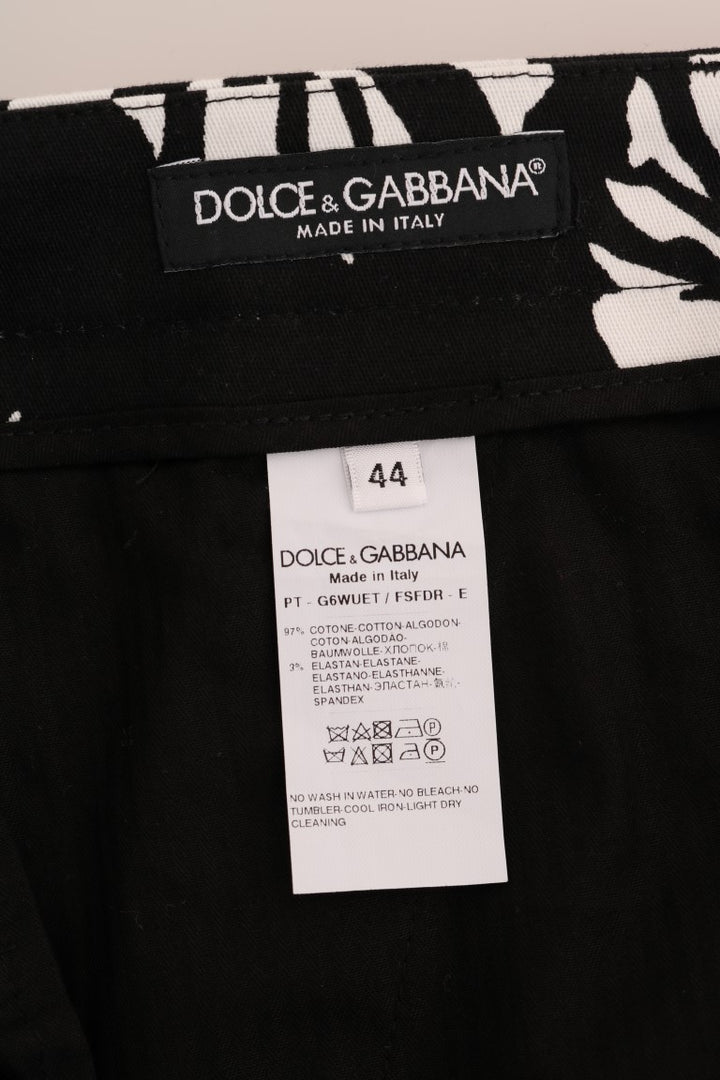 DOLCE & GABBANA®
MADE IN ITALY
44
DOLCE & GABBANA
Made in Italy
PT - G6WUET / FSFDR - E
97% COTONE-COTTON-ALGODON-
COTON-ALGODAO-
BAUMWOLLE-ХЛОПОК-棉
3% ELASTAN-ELASTANE-
ELASTANO-ELASTHANNE-
ELASTHAN-ЭЛАСТАН-
SPANDEX
P
P
NO WASH IN WATER-NO BLEACH-NO
TUMBLER-COOL IRON-LIGHT DRY
CLEANING